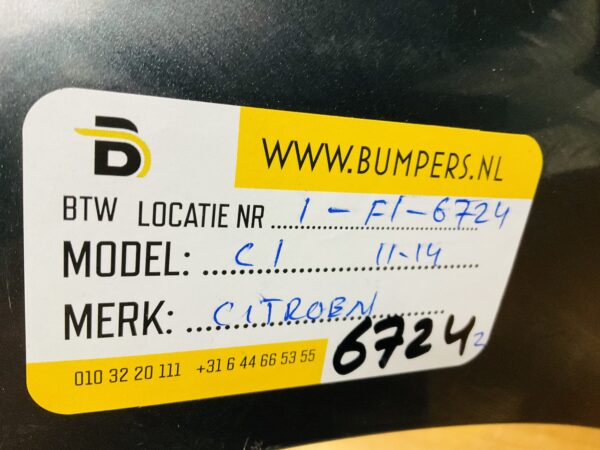 B
WWW.BUMPERS.NL
BTW LOCATIE NR 1 - F1 - 6724
MODEL: C1 11-14
MERK: CITROEN
6724 2
010 32 20 111 +31 6 44 66 53 55